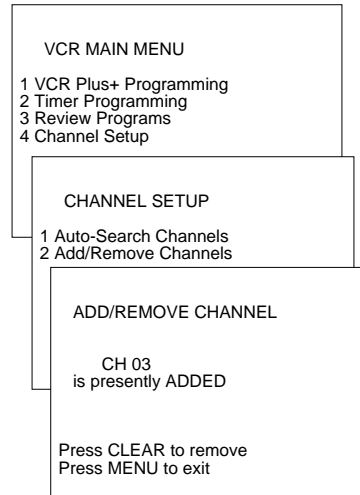 VCR MAIN MENU
1 VCR Plus+ Programming
2 Timer Programming
3 Review Programs
4 Channel Setup
CHANNEL SETUP
1 Auto-Search Channels
2 Add/Remove Channels
ADD/REMOVE CHANNEL
CH 03
is presently ADDED
Press CLEAR to remove
Press MENU to exit